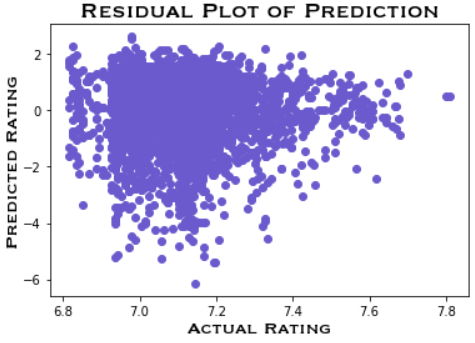 Residual Plot of Prediction
Predicted Rating
2
0
−2
−4
−6
6.8 7.0 7.2 7.4 7.6 7.8
Actual Rating